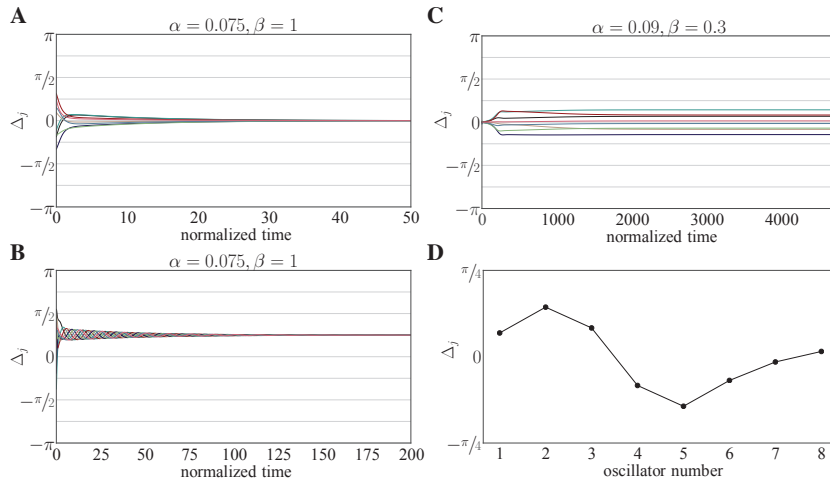 A
α = 0.075, β = 1
π
π/2
0
−π/2
−π
Δj
0 10 20 30 40 50
normalized time
B
α = 0.075, β = 1
π
π/2
0
−π/2
−π
Δj
0 25 50 75 100 125 150 175 200
normalized time
C
α = 0.09, β = 0.3
π
π/2
0
−π/2
−π
Δj
0 1000 2000 3000 4000
normalized time
D
π/4
0
−π/4
Δj
1 2 3 4 5 6 7 8
oscillator number